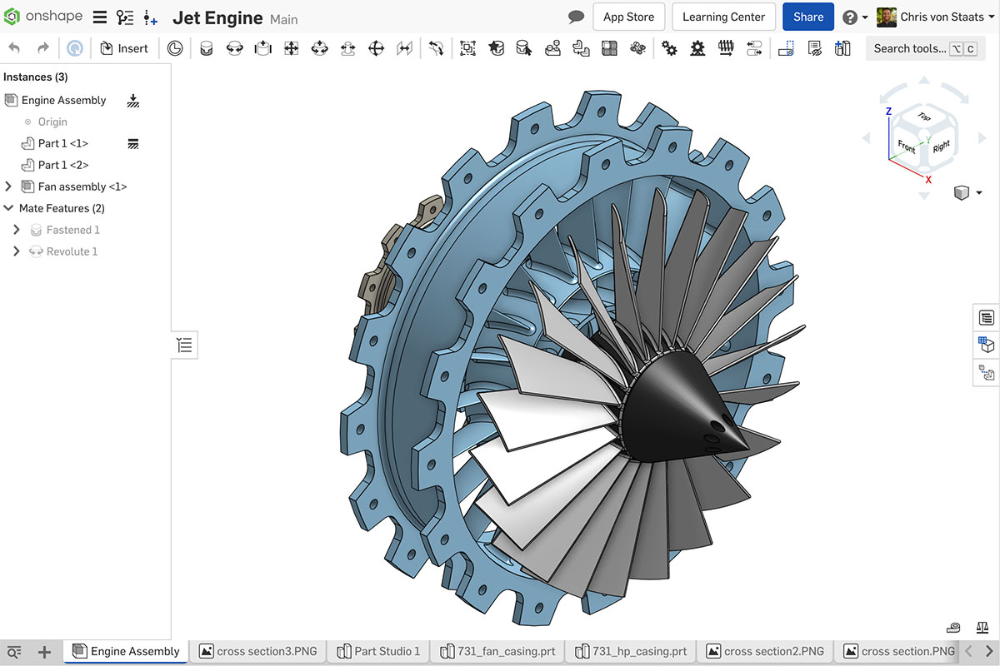 onshape Jet Engine Main App Store Learning Center Share Chris von Staats
Insert Search tools... ⌥ C
Instances (3)
Engine Assembly
Origin
Part 1 <1>
Part 1 <2>
Fan assembly <1>
Mate Features (2)
Fastened 1
Revolute 1
Z
Top
Y
Front Right
X
Engine Assembly cross section3.PNG Part Studio 1 731_fan_casing.prt 731_hp_casing.prt cross section2.PNG cross section.PNG